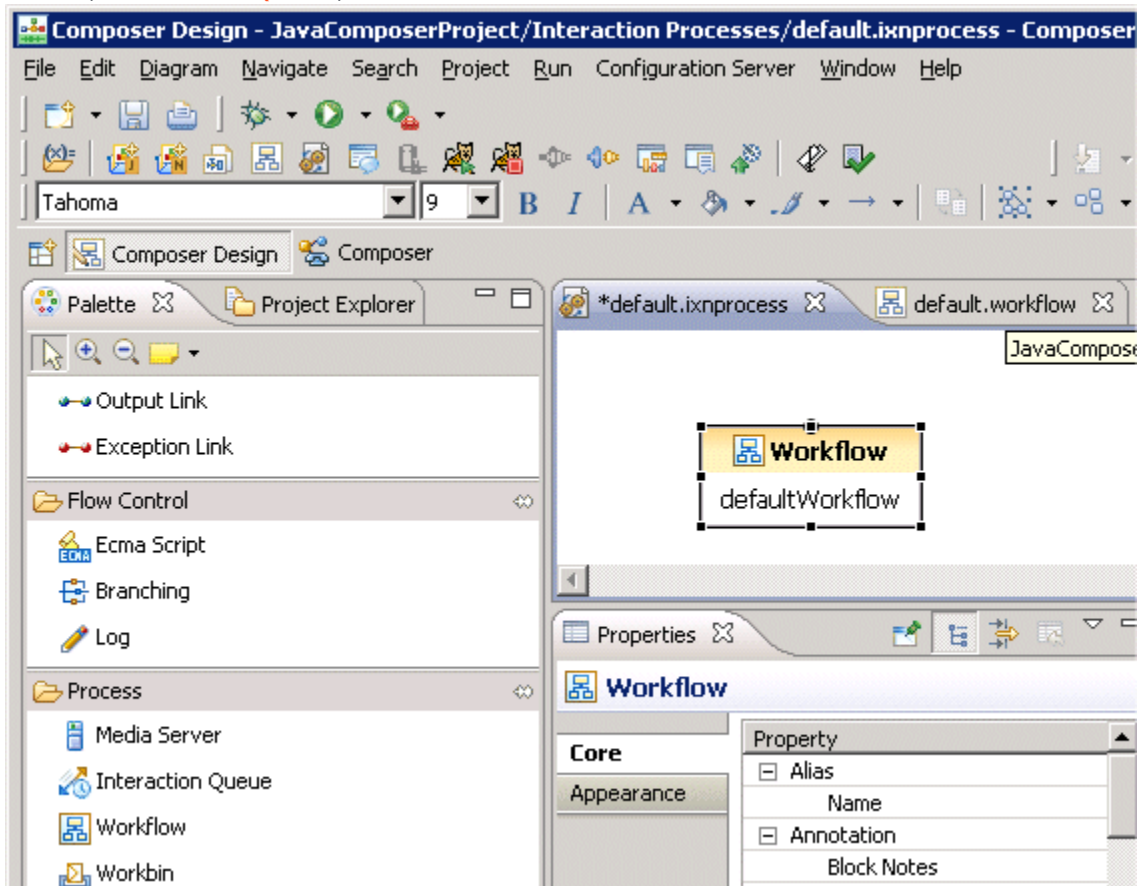 Composer Design - JavaComposerProject/Interaction Processes/default.ixnprocess - Composer
File Edit Diagram Navigate Search Project Run Configuration Server Window Help
Tahoma 9 B I A
Composer Design Composer
Palette Project Explorer
*default.ixnprocess default.workflow
JavaCompose
Output Link
Exception Link
Flow Control
Ecma Script
Branching
Log
Process
Media Server
Interaction Queue
Workflow
Workbin
Workflow
defaultWorkflow
Properties
Workflow
Core
Appearance
Property
Alias
Name
Annotation
Block Notes